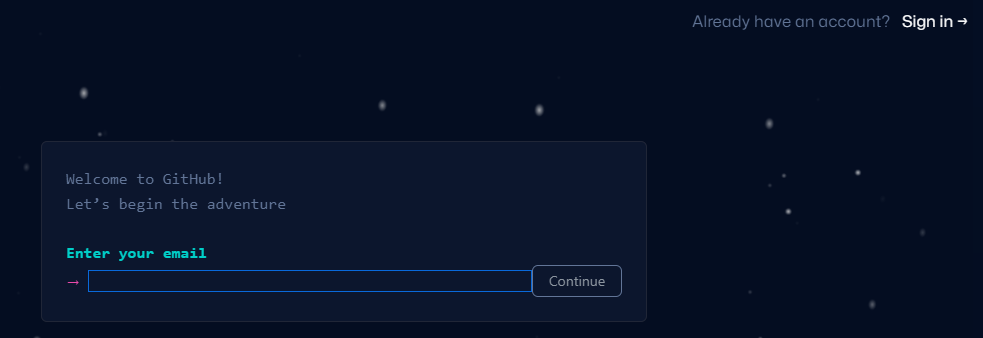 Already have an account? Sign in →
Welcome to GitHub!
Let’s begin the adventure
Enter your email
→
Continue